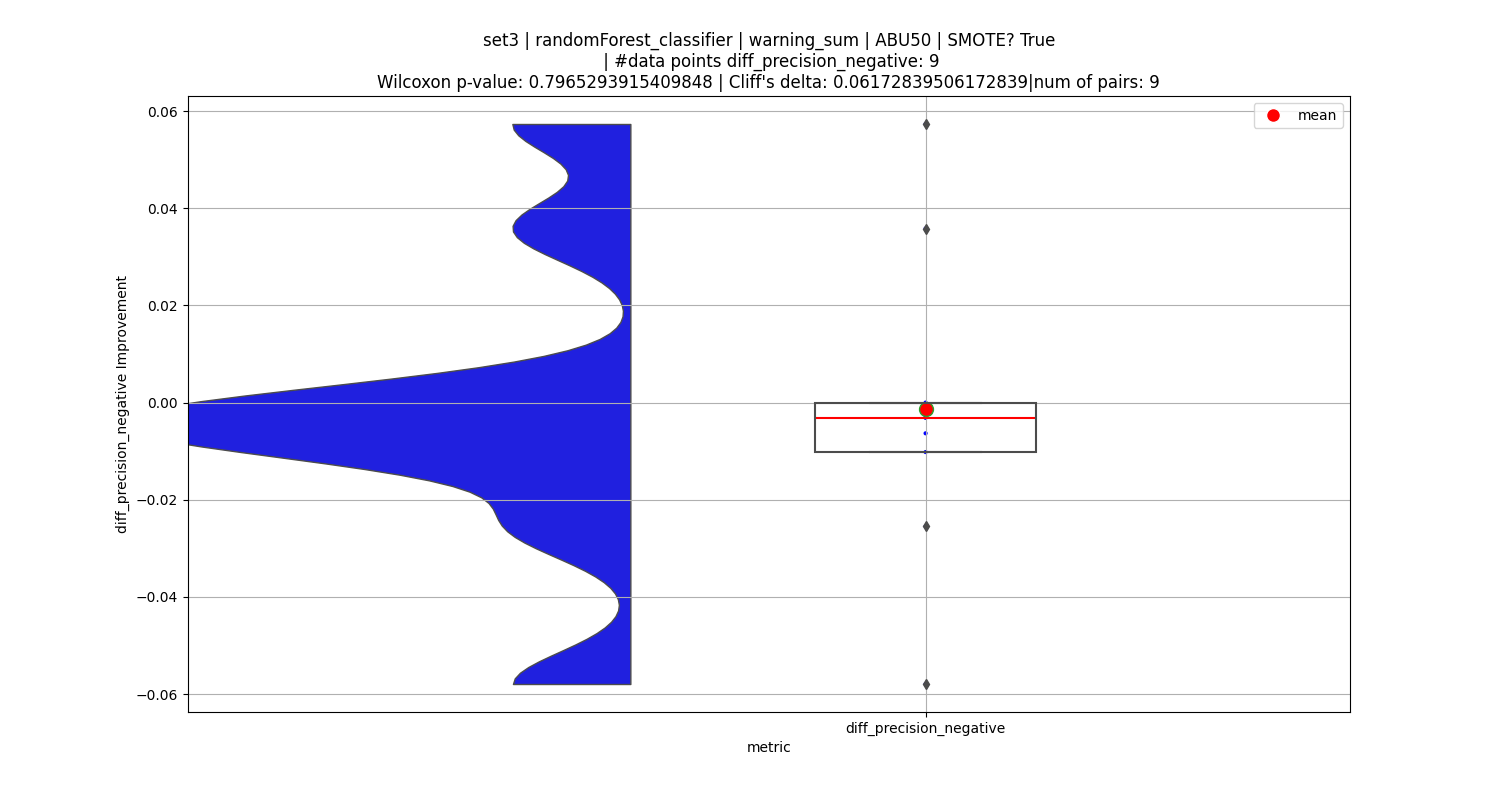 set3 | randomForest_classifier | warning_sum | ABU50 | SMOTE? True
| #data points diff_precision_negative: 9
Wilcoxon p-value: 0.7965293915409848 | Cliff's delta: 0.06172839506172839|num of pairs: 9
mean
0.06
0.04
0.02
0.00
−0.02
−0.04
−0.06
diff_precision_negative Improvement
diff_precision_negative
metric